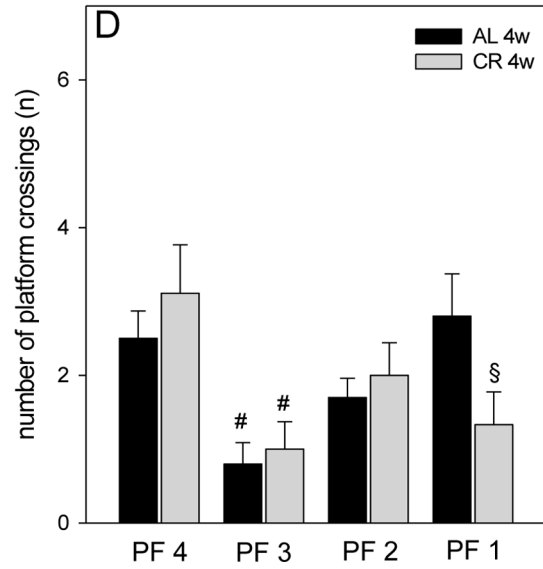 D
AL 4w
CR 4w
number of platform crossings (n)
6
4
2
0
# # §
PF 4 PF 3 PF 2 PF 1